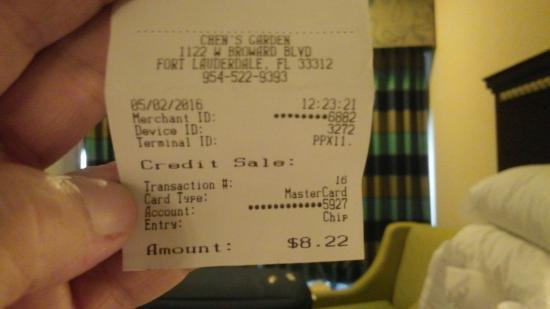 CHEN'S GARDEN
1122 W BROWARD BLVD
FORT LAUDERDALE, FL 33312
954-522-9393
05/02/2016 12:23:21
Merchant ID: ••••••••6882
Device ID: 3272
Terminal ID: PPX11.
Credit Sale:
Transaction #: 16
Card Type: MasterCard
Account: ••••••••••••5927
Entry: Chip
Amount: $8.22